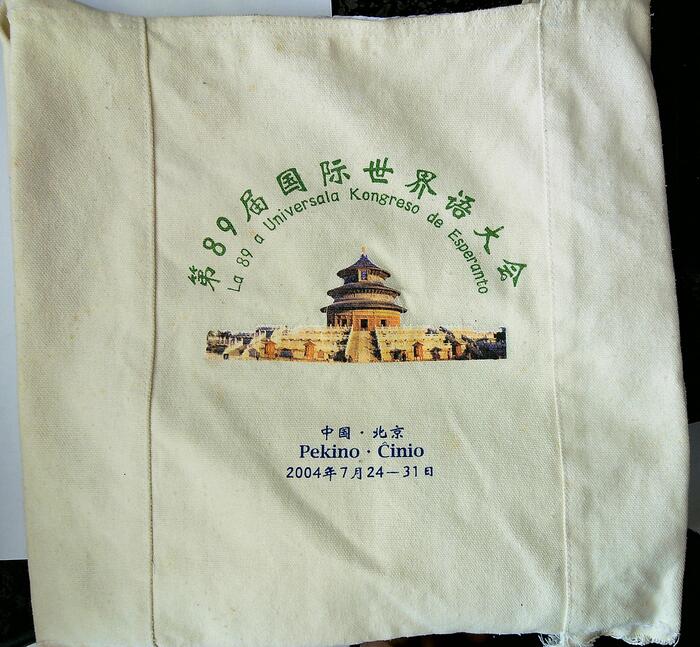 第89届国际世界语大会
La 89 a Universala Kongreso de Esperanto
中国·北京
Pekino · Ĉinio
2004年7月24—31日